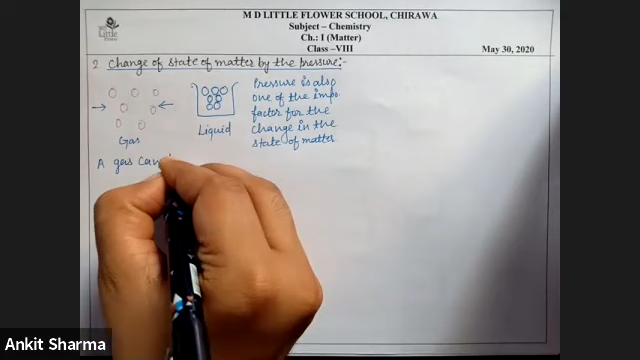 M D LITTLE FLOWER SCHOOL, CHIRAWA
Subject – Chemistry
Ch.: I (Matter)
Class –VIII
May 30, 2020
2 Change of state of matter by the pressure:-
Pressure is also
one of the impo.
factor for the
change in the
state of matter
Gas
Liquid
A gas can
Ankit Sharma